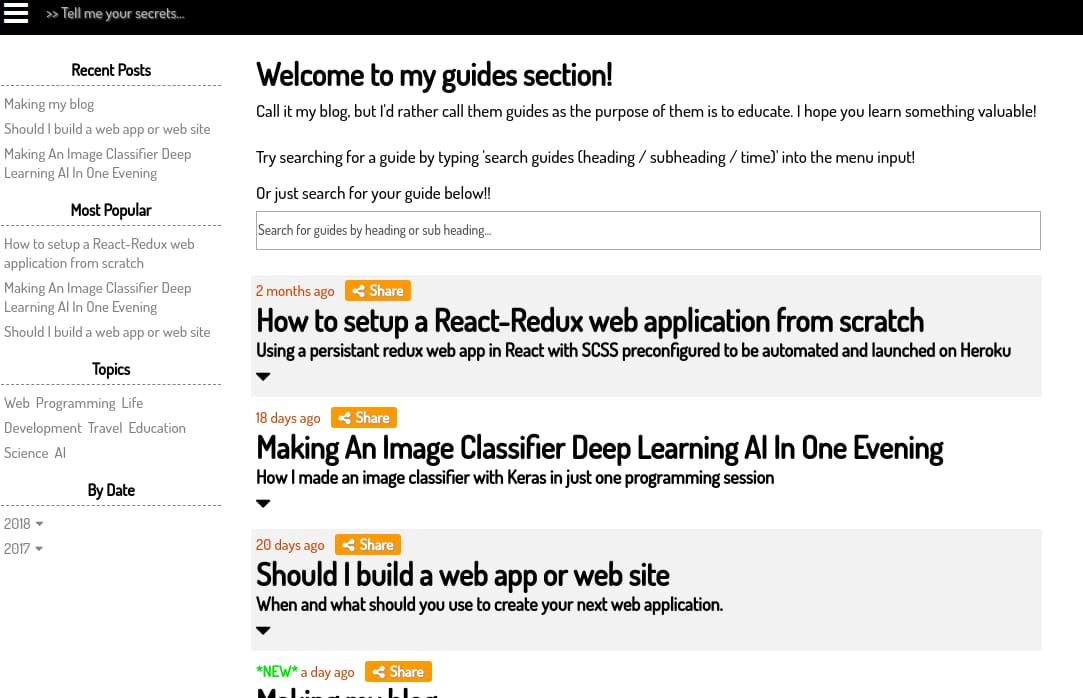 >> Tell me your secrets...
Recent Posts
Making my blog
Should I build a web app or web site
Making An Image Classifier Deep
Learning AI In One Evening
Most Popular
How to setup a React-Redux web
application from scratch
Making An Image Classifier Deep
Learning AI In One Evening
Should I build a web app or web site
Topics
Web Programming Life
Development Travel Education
Science AI
By Date
2018
2017
Welcome to my guides section!
Call it my blog, but I'd rather call them guides as the purpose of them is to educate. I hope you learn something valuable!
Try searching for a guide by typing 'search guides (heading / subheading / time)' into the menu input!
Or just search for your guide below!!
Search for guides by heading or sub heading...
2 months ago Share
How to setup a React-Redux web application from scratch
Using a persistant redux web app in React with SCSS preconfigured to be automated and launched on Heroku
18 days ago Share
Making An Image Classifier Deep Learning AI In One Evening
How I made an image classifier with Keras in just one programming session
20 days ago Share
Should I build a web app or web site
When and what should you use to create your next web application.
*NEW* a day ago Share
Making my blog